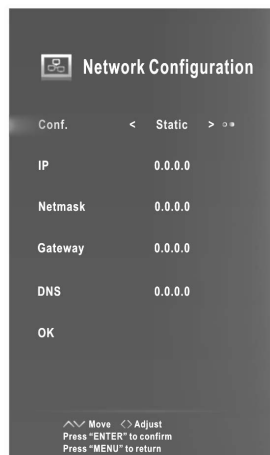 Network Configuration
Conf. < Static >
IP 0.0.0.0
Netmask 0.0.0.0
Gateway 0.0.0.0
DNS 0.0.0.0
OK
Move <> Adjust
Press “ENTER” to confirm
Press “MENU” to return